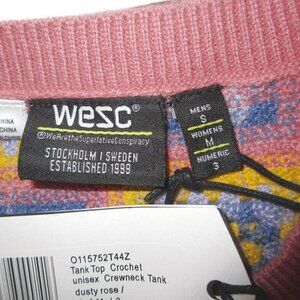 wesc
WeAretheSuperlativeConspiracy
STOCKHOLM / SWEDEN
ESTABLISHED 1999
MENS
S
WOMENS
M
NUMERIC
3
CHINA
CHINA
O115752T44Z
Tank Top Crochet
unisex Crewneck Tank
dusty rose /